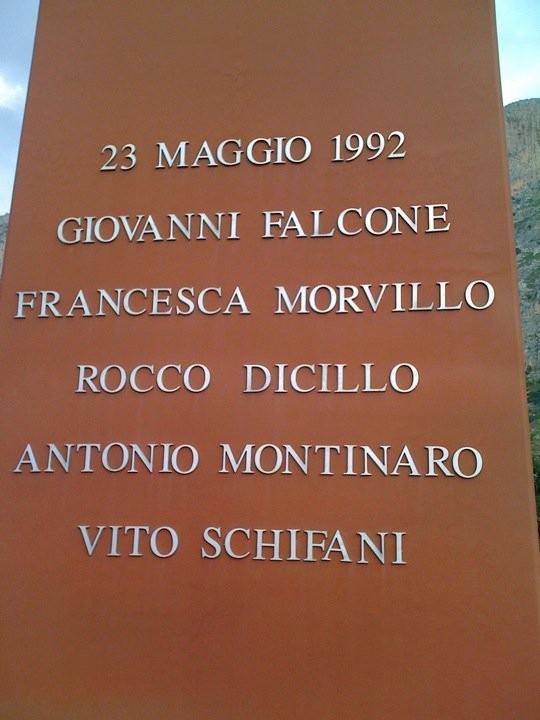 23 MAGGIO 1992
GIOVANNI FALCONE
FRANCESCA MORVILLO
ROCCO DICILLO
ANTONIO MONTINARO
VITO SCHIFANI